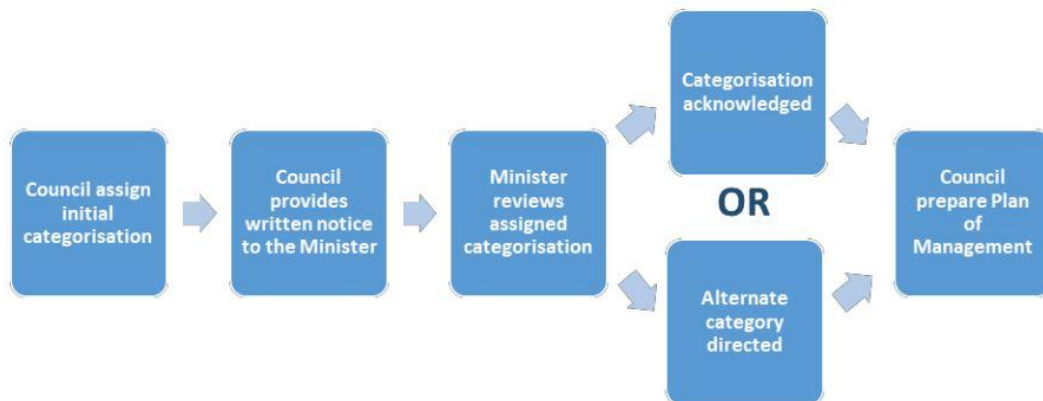 Council assign
initial
categorisation
Council
provides
written notice
to the Minister
Minister
reviews
assigned
categorisation
Categorisation
acknowledged
OR
Alternate
category
directed
Council
prepare Plan
of
Management